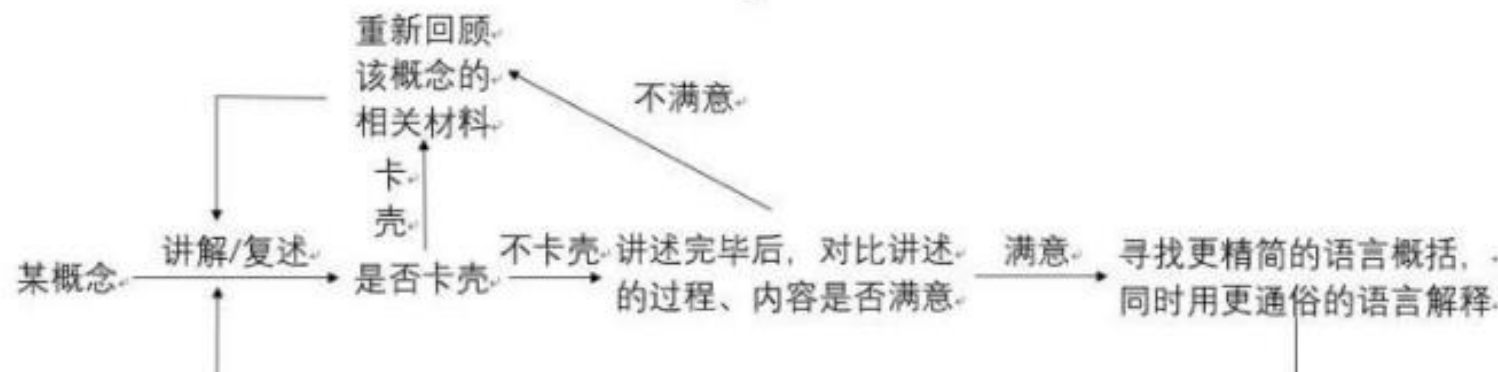 重新回顾
该概念的
相关材料
不满意
卡
壳
讲解/复述
某概念
是否卡壳
不卡壳
讲述完毕后，对比讲述
的过程、内容是否满意
满意
寻找更精简的语言概括，
同时用更通俗的语言解释